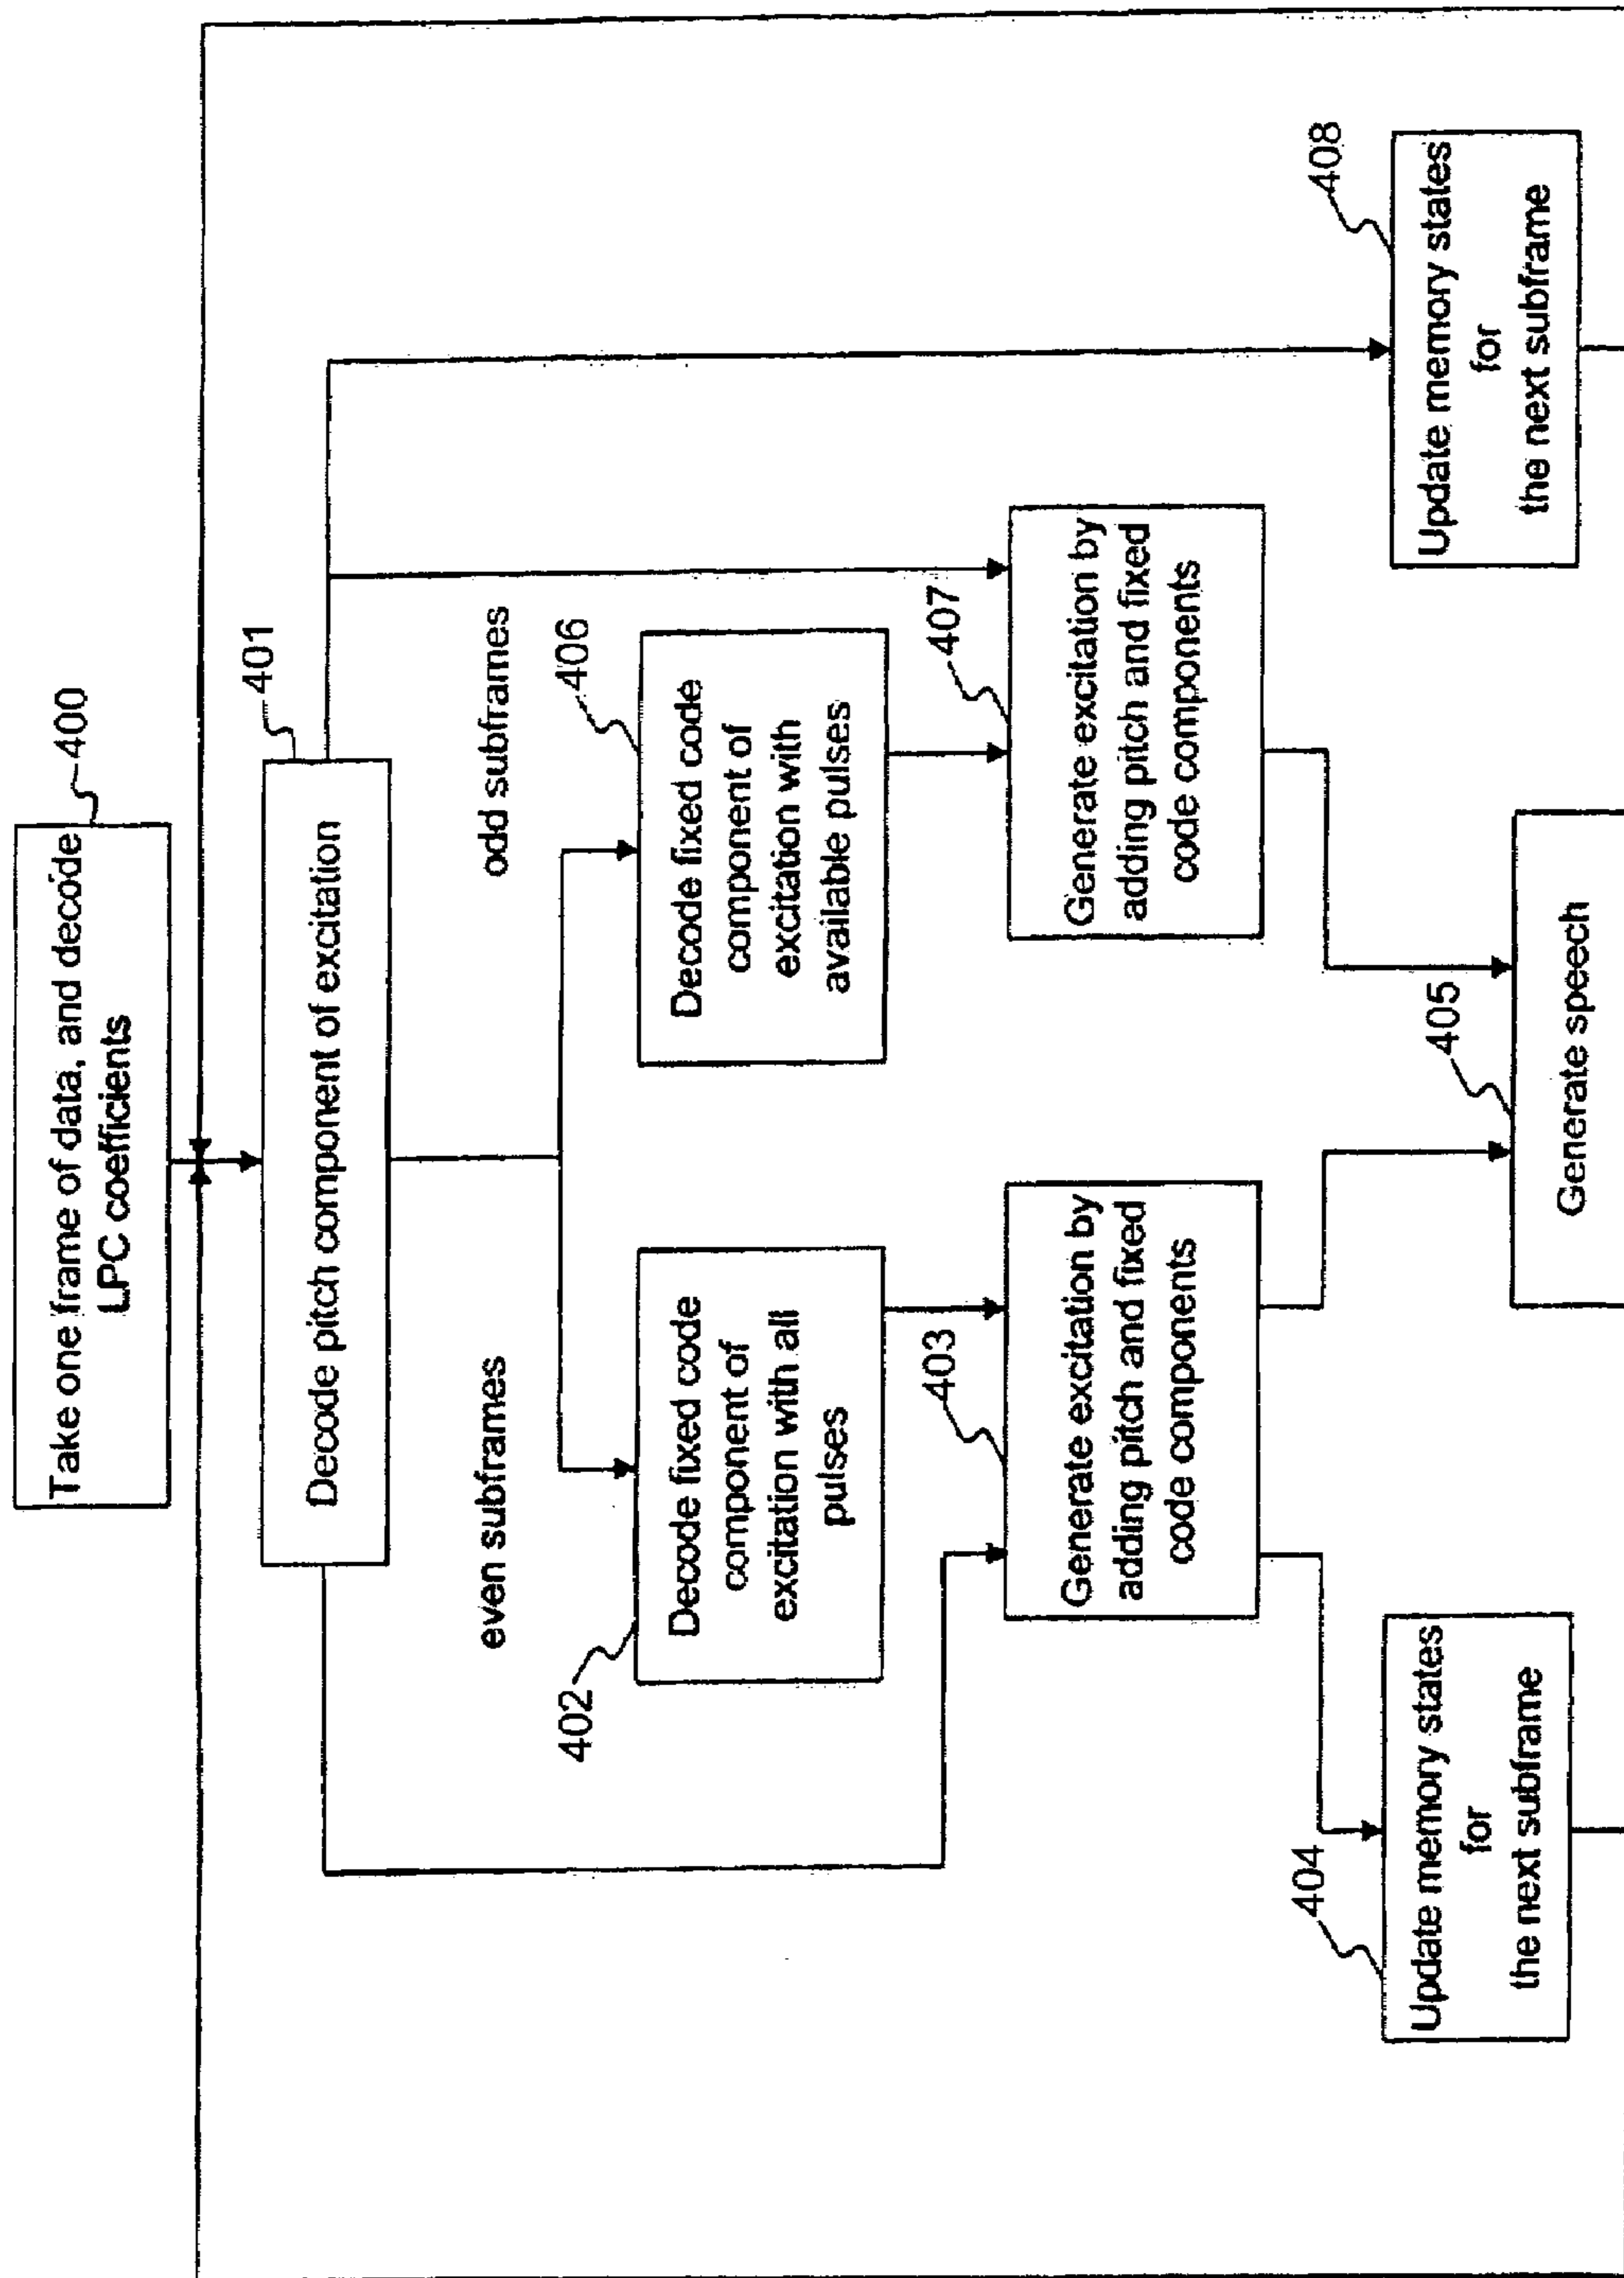 Take one frame of data, and decode
LPC coefficients
400
401
Decode pitch component of excitation
even subframes
odd subframes
402
Decode fixed code
component of
excitation with all
pulses
406
Decode fixed code
component of
excitation with
available pulses
403
Generate excitation by
adding pitch and fixed
code components
407
Generate excitation by
adding pitch and fixed
code components
404
Update memory states
for
the next subframe
405
Generate speech
408
Update memory states
for
the next subframe